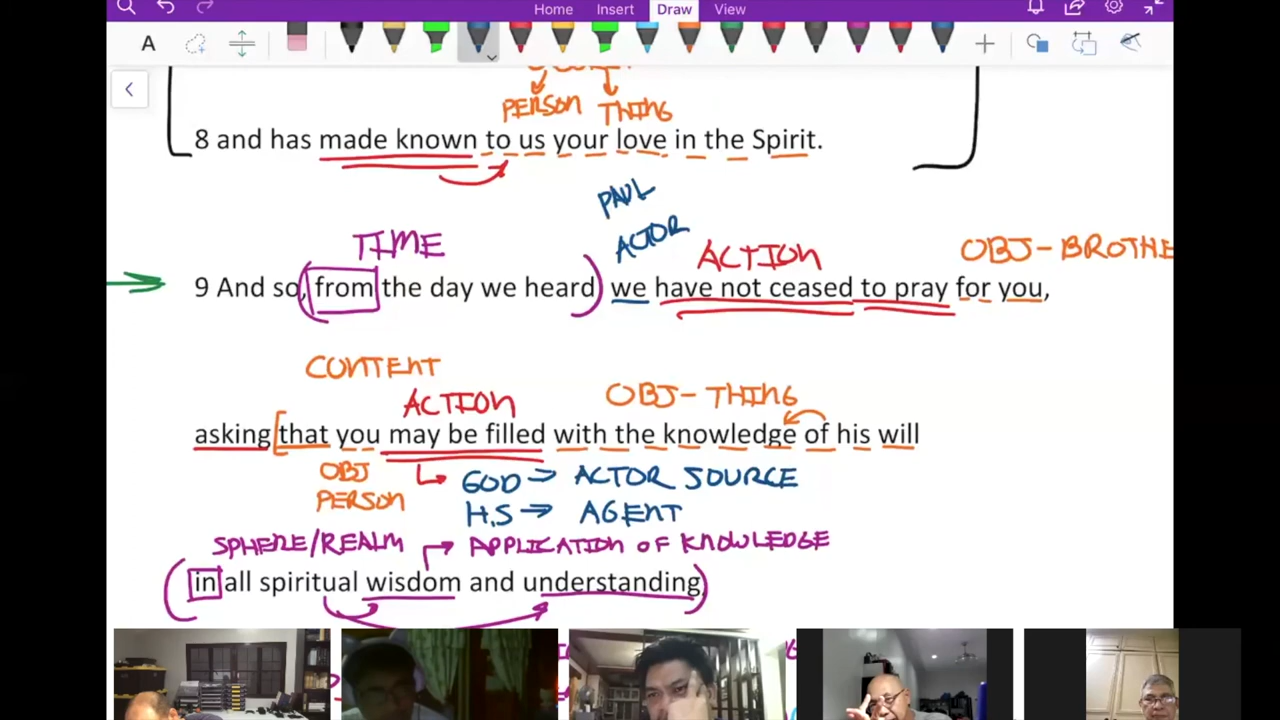 Home Insert Draw View
A
PERSON THING
8 and has made known to us your love in the Spirit.
PAUL
TIME
ACTOR
ACTION
OBJ-BROTHE
9 And so, from the day we heard we have not ceased to pray for you,
CONTENT
ACTION
OBJ-THING
asking that you may be filled with the knowledge of his will
OBJ
PERSON
GOD → ACTOR SOURCE
H.S → AGENT
SPHERE/REALM → APPLICATION OF KNOWLEDGE
in all spiritual wisdom and understanding,